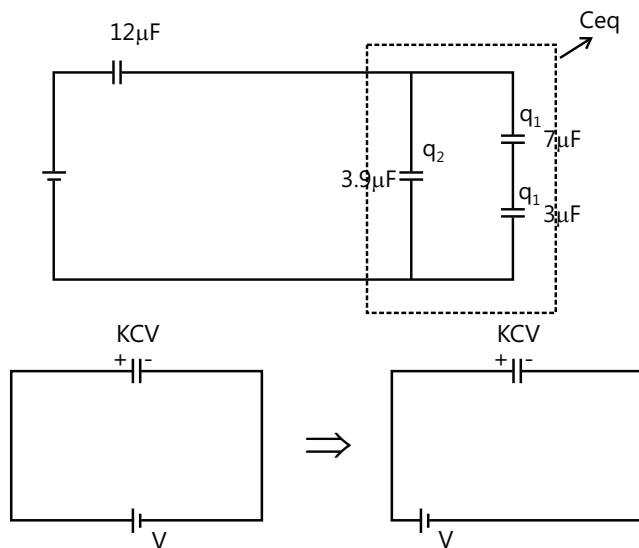 Ceq
12μF
q1
7μF
q2
3.9μF
q1
3μF
KCV
+ -
V
⇒
KCV
+ -
V